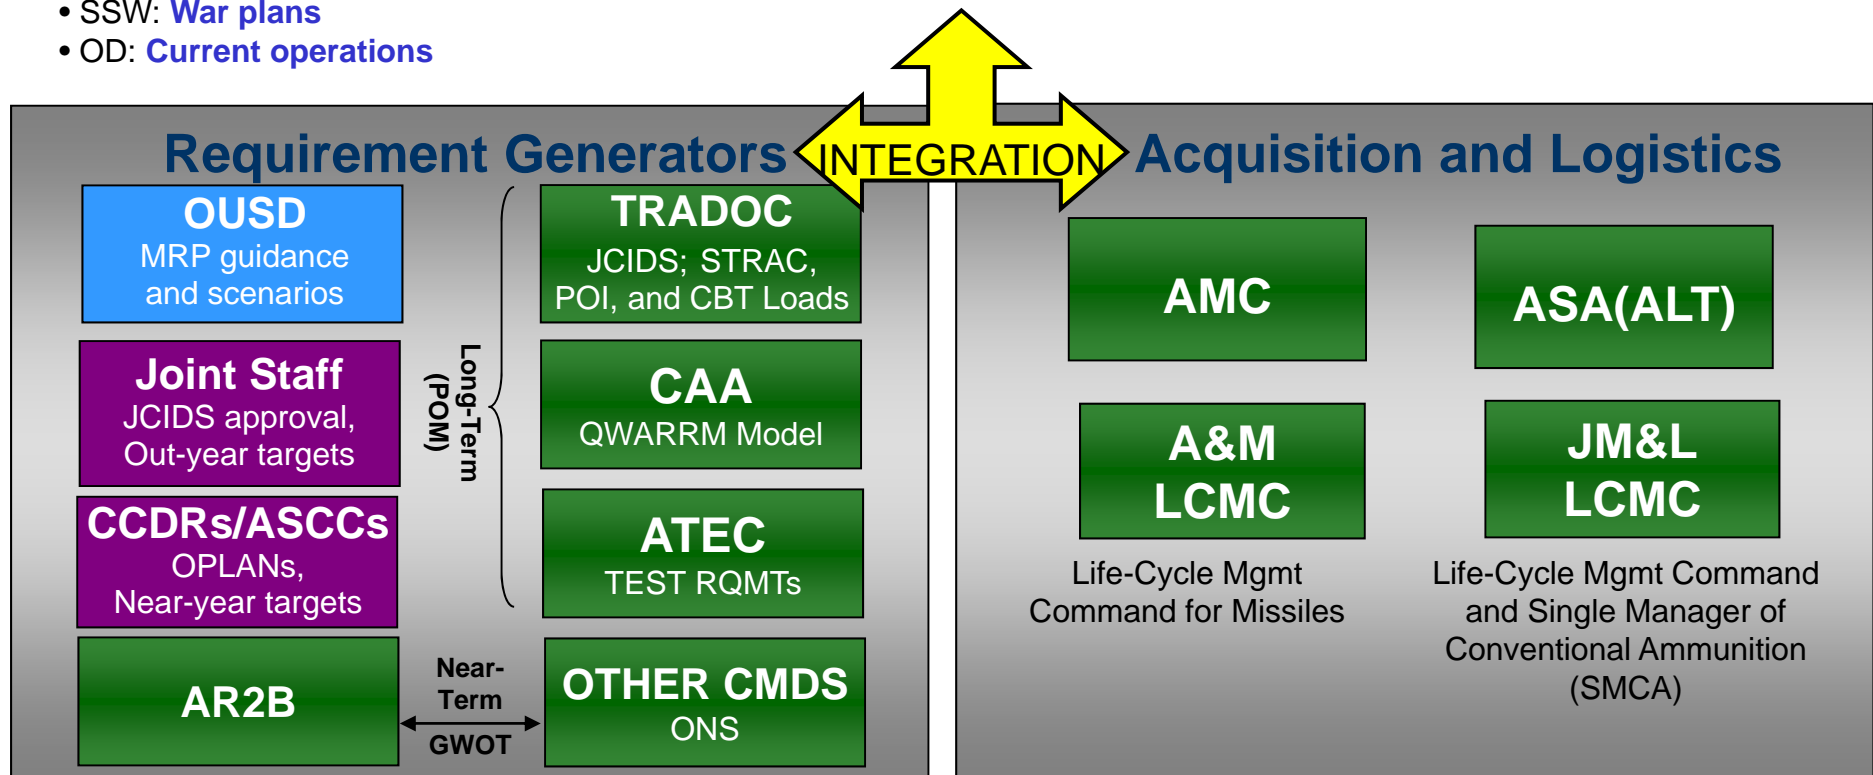 • SSW: War plans
• OD: Current operations
INTEGRATION
Requirement Generators
OUSD
MRP guidance
and scenarios
Joint Staff
JCIDS approval,
Out-year targets
CCDRs/ASCCs
OPLANs,
Near-year targets
AR2B
Long-Term
(POM)
Near-
Term
GWOT
TRADOC
JCIDS; STRAC,
POI, and CBT Loads
CAA
QWARRM Model
ATEC
TEST RQMTs
OTHER CMDS
ONS
Acquisition and Logistics
AMC
ASA(ALT)
A&M
LCMC
Life-Cycle Mgmt
Command for Missiles
JM&L
LCMC
Life-Cycle Mgmt Command
and Single Manager of
Conventional Ammunition
(SMCA)